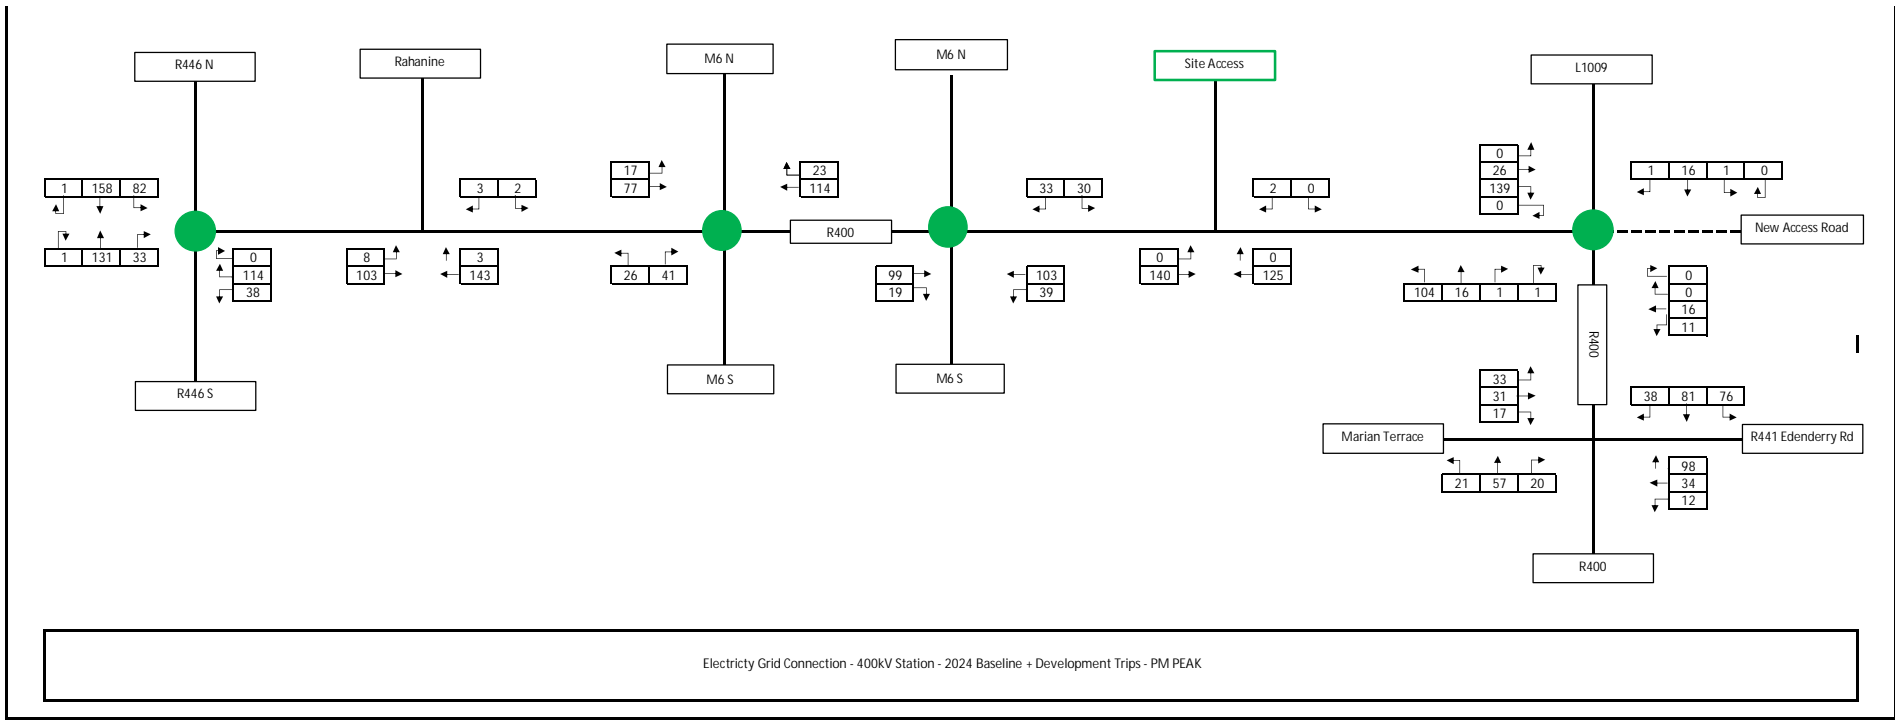 R446 N
Rahanine
M6 N
M6 N
Site Access
L1009
1 158 82
1 131 33
0
114
38
3 2
8
103
3
143
17
77
23
114
26 41
R400
33 30
99
19
103
39
2 0
0
140
0
125
0
26
139
0
1 16 1 0
New Access Road
104 16 1 1
0
0
16
11
R400
R446 S
M6 S
M6 S
33
31
17
38 81 76
Marian Terrace
R441 Edenderry Rd
21 57 20
98
34
12
R400
Electricty Grid Connection - 400kV Station - 2024 Baseline + Development Trips - PM PEAK